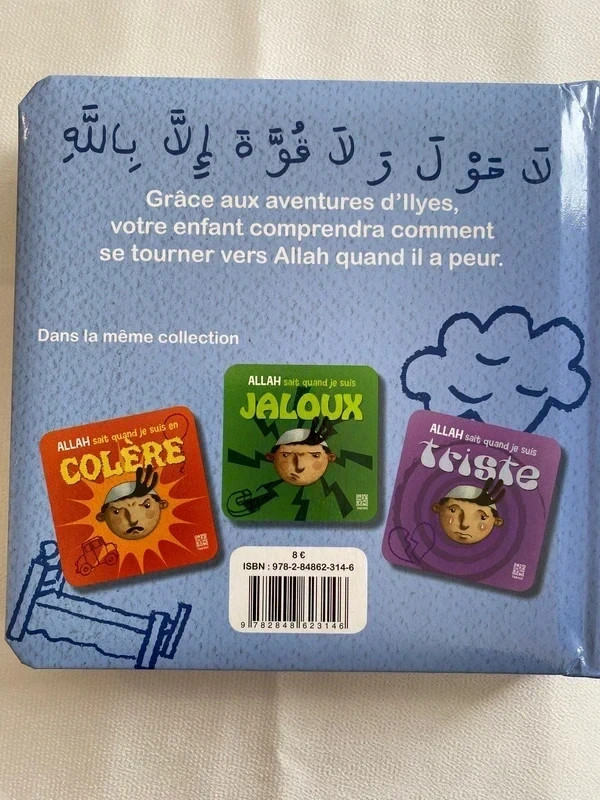 لَا حَوْلَ وَ لَا قُوَّةَ إِلَّا بِاللَّهِ
Grâce aux aventures d'Ilyes,
votre enfant comprendra comment
se tourner vers Allah quand il a peur.
Dans la même collection
ALLAH sait quand je suis en
COLÈRE
ALLAH sait quand je suis
JALOUX
ALLAH sait quand je suis
triste
8 €
ISBN : 978-2-84862-314-6
9 782848 623146